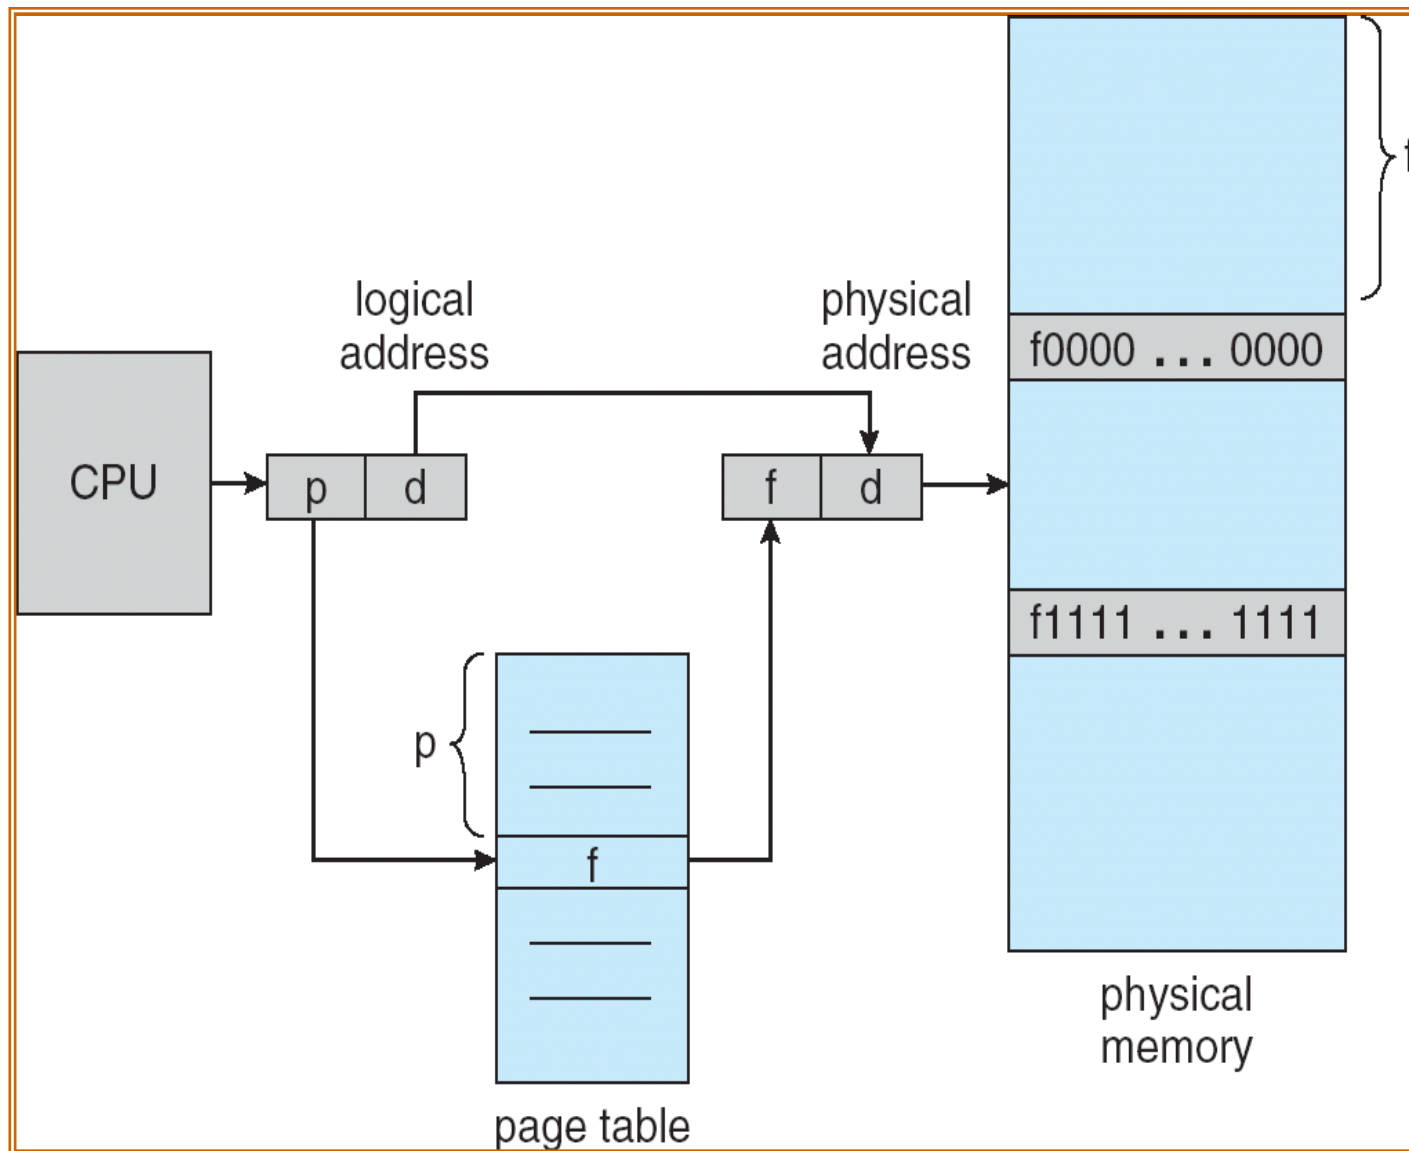 f
logical
address
physical
address
f0000 ... 0000
CPU
p
d
f
d
f1111 ... 1111
p
f
physical
memory
page table